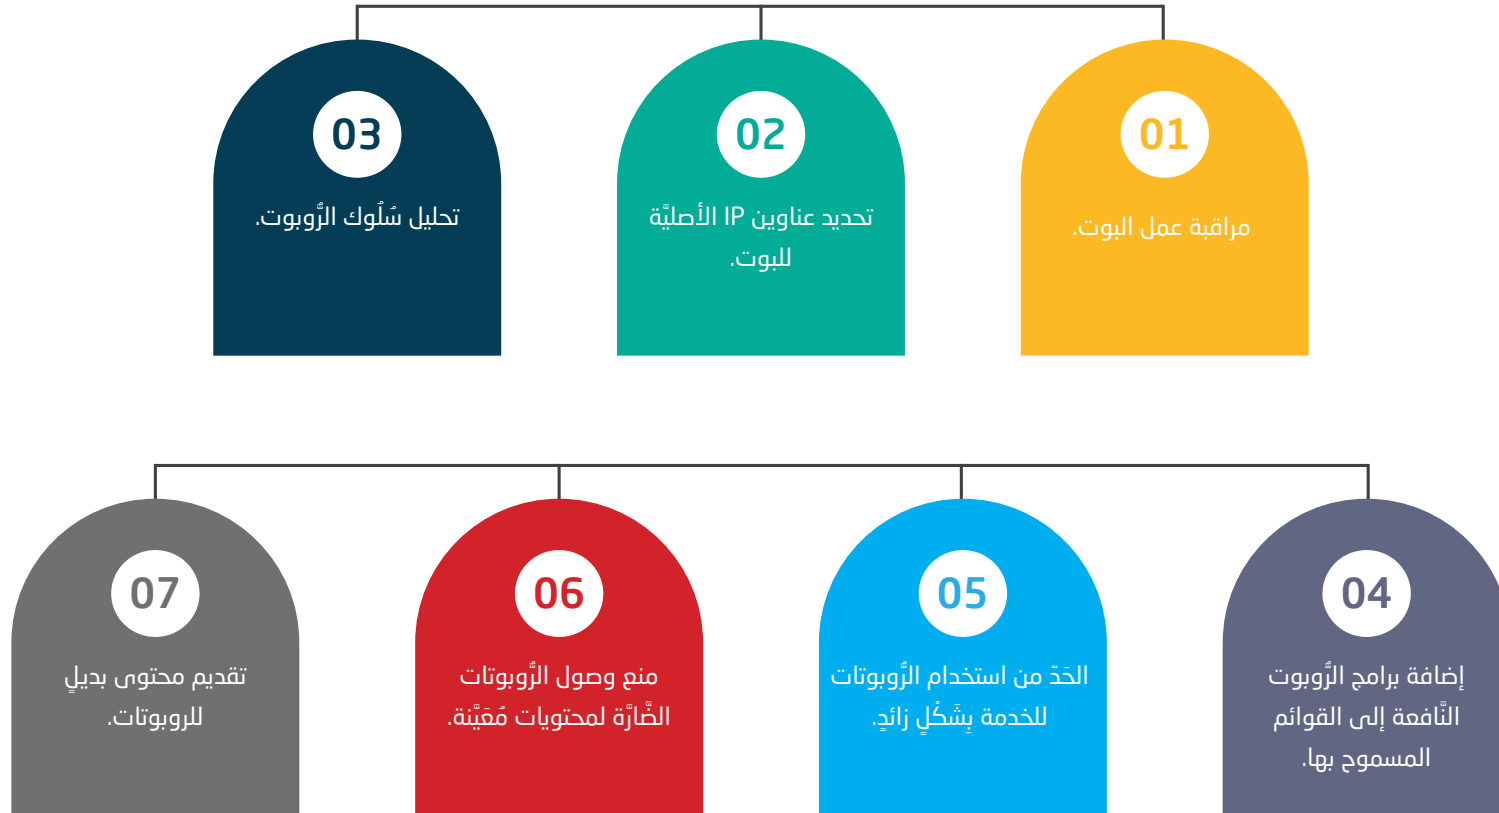 01
مراقبة عمل البوت.
02
تحديد عناوين IP الأصليَّة
للبوت.
03
تحليل سُلُوك الرُّوبوت.
04
إضافة برامج الرُّوبوت
النَّافعة إلى القوائم
المسموح بها.
05
الحَدّ من استخدام الرُّوبوتات
للخدمة بِشَكْلٍ زائدٍ.
06
منع وصول الرُّوبوتات
الضَّارَّة لمحتويات مُعَيَّنة.
07
تقديم محتوى بديلٍ
للروبوتات.